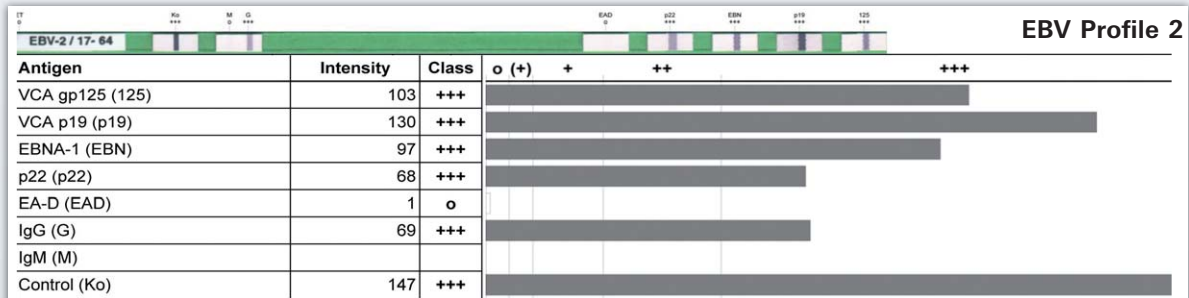 ET Ko M G EAD p22 EBN p19 125
o +++ o +++ o +++ +++ +++ +++
EBV Profile 2
EBV-2 / 17- 64
Antigen Intensity Class o (+) + ++ +++
VCA gp125 (125) 103 +++
VCA p19 (p19) 130 +++
EBNA-1 (EBN) 97 +++
p22 (p22) 68 +++
EA-D (EAD) 1 o
IgG (G) 69 +++
IgM (M)
Control (Ko) 147 +++